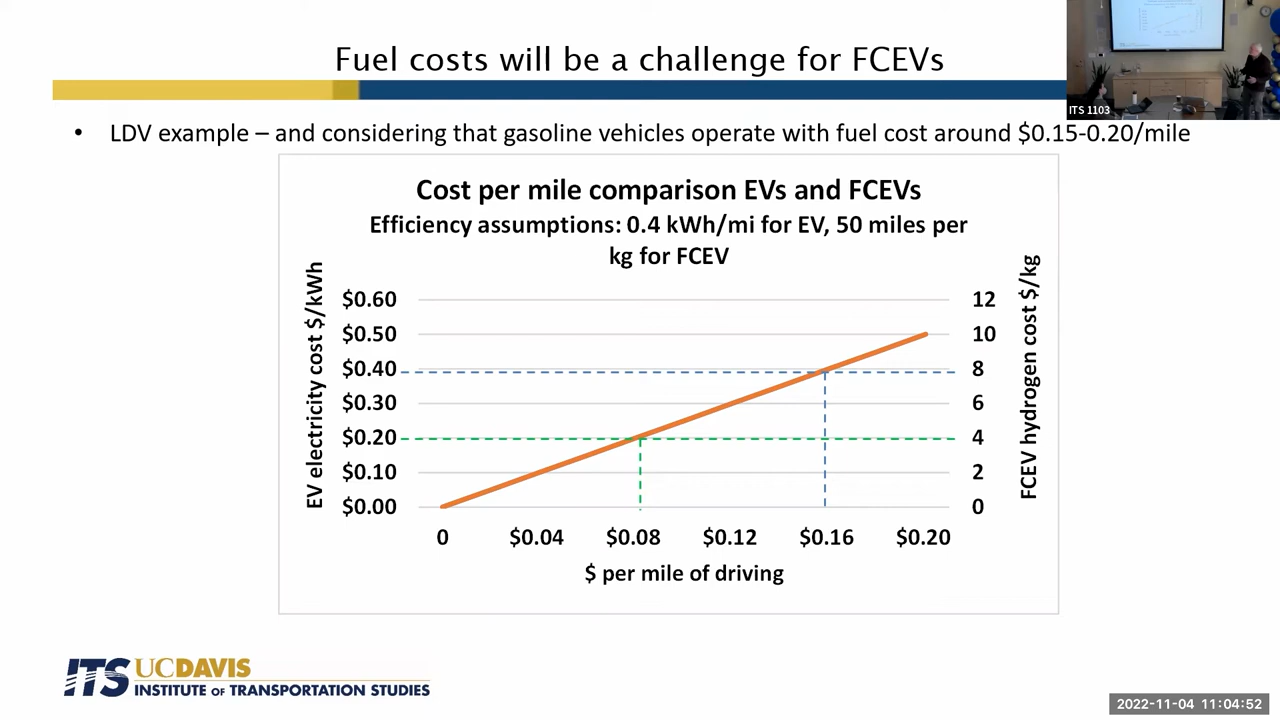 Fuel costs will be a challenge for FCEVs
ITS 1103
• LDV example – and considering that gasoline vehicles operate with fuel cost around $0.15-0.20/mile
Cost per mile comparison EVs and FCEVs
Efficiency assumptions: 0.4 kWh/mi for EV, 50 miles per
kg for FCEV
EV electricity cost $/kWh
$0.60
$0.50
$0.40
$0.30
$0.20
$0.10
$0.00
12
10
8
6
4
2
0
FCEV hydrogen cost $/kg
0 $0.04 $0.08 $0.12 $0.16 $0.20
$ per mile of driving
ITS UCDAVIS
INSTITUTE OF TRANSPORTATION STUDIES
2022-11-04 11:04:52